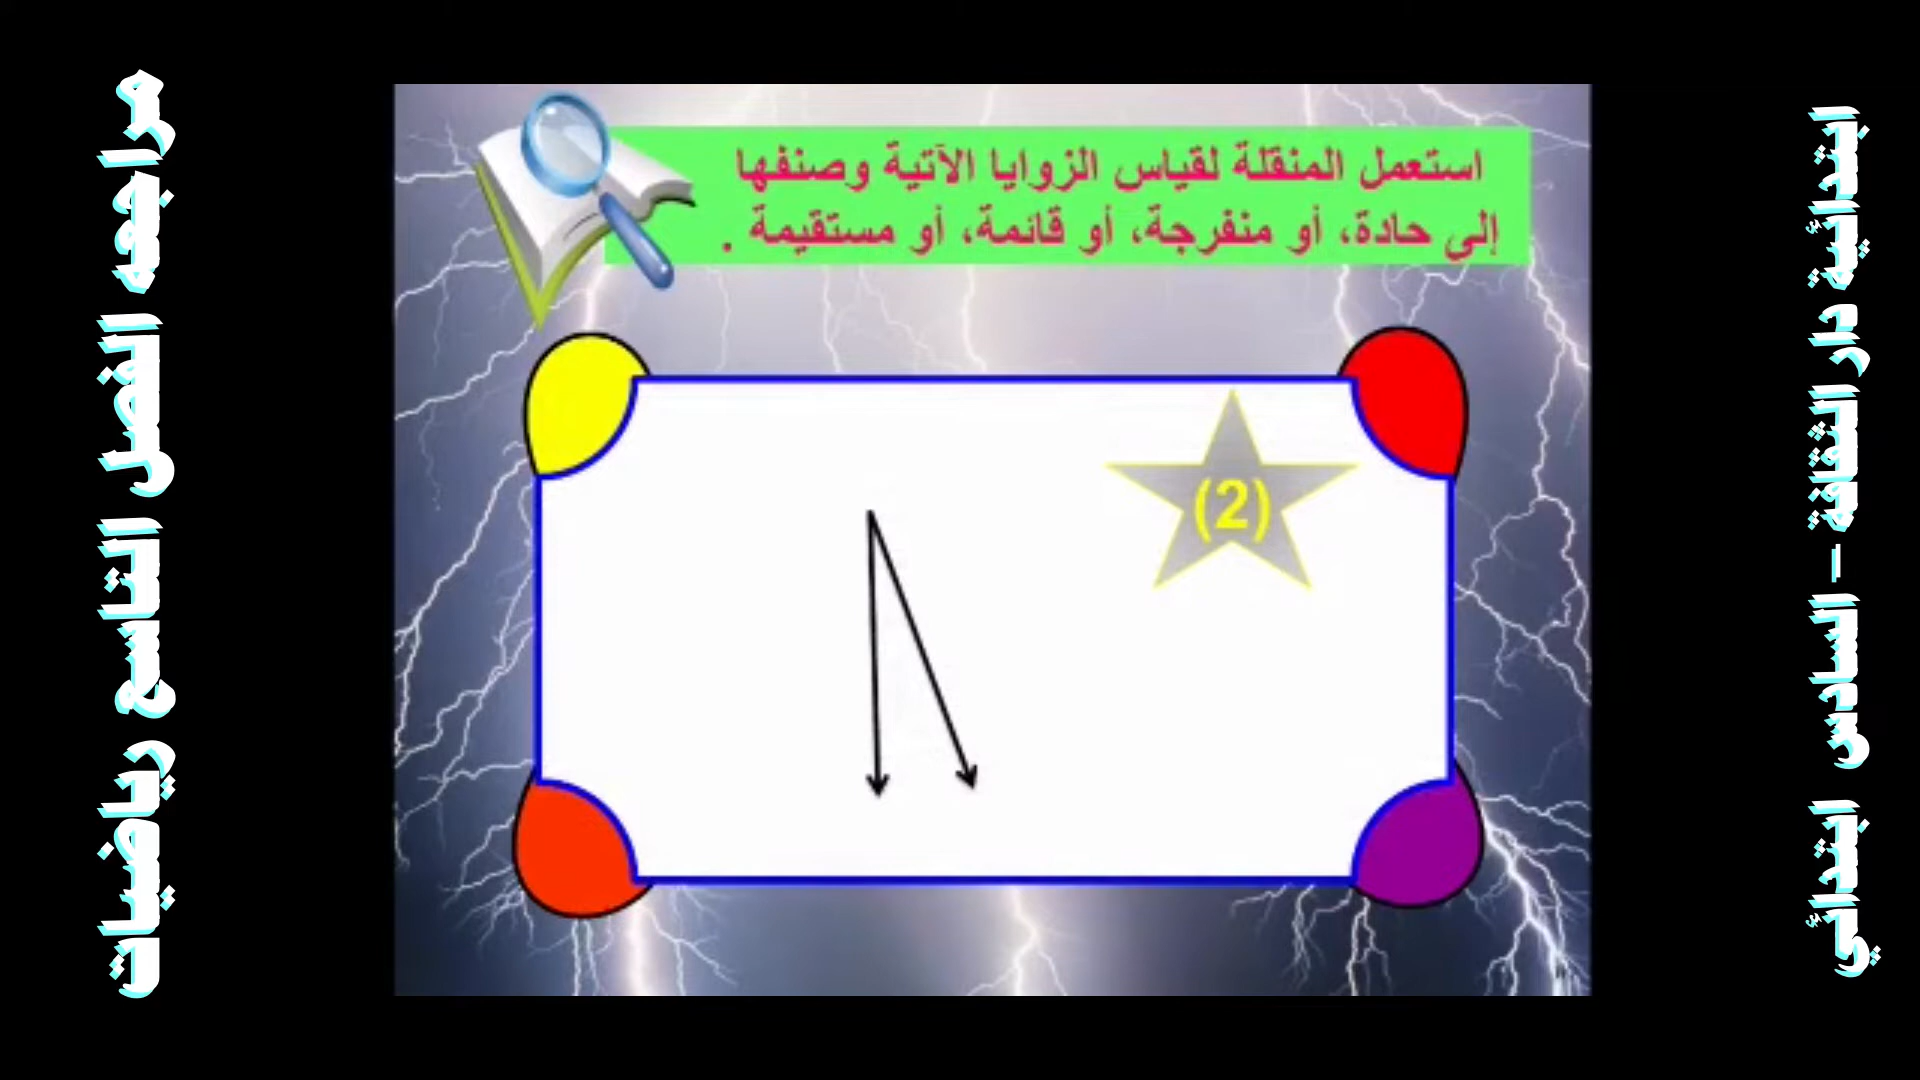 استعمل المنقلة لقياس الزوايا الآتية وصنفها
إلى حادة، أو منفرجة، أو قائمة، أو مستقيمة .
(2)
ابتدائية دار الثقافة – السادس ابتدائي
مراجعه الفصل التاسع رياضيات